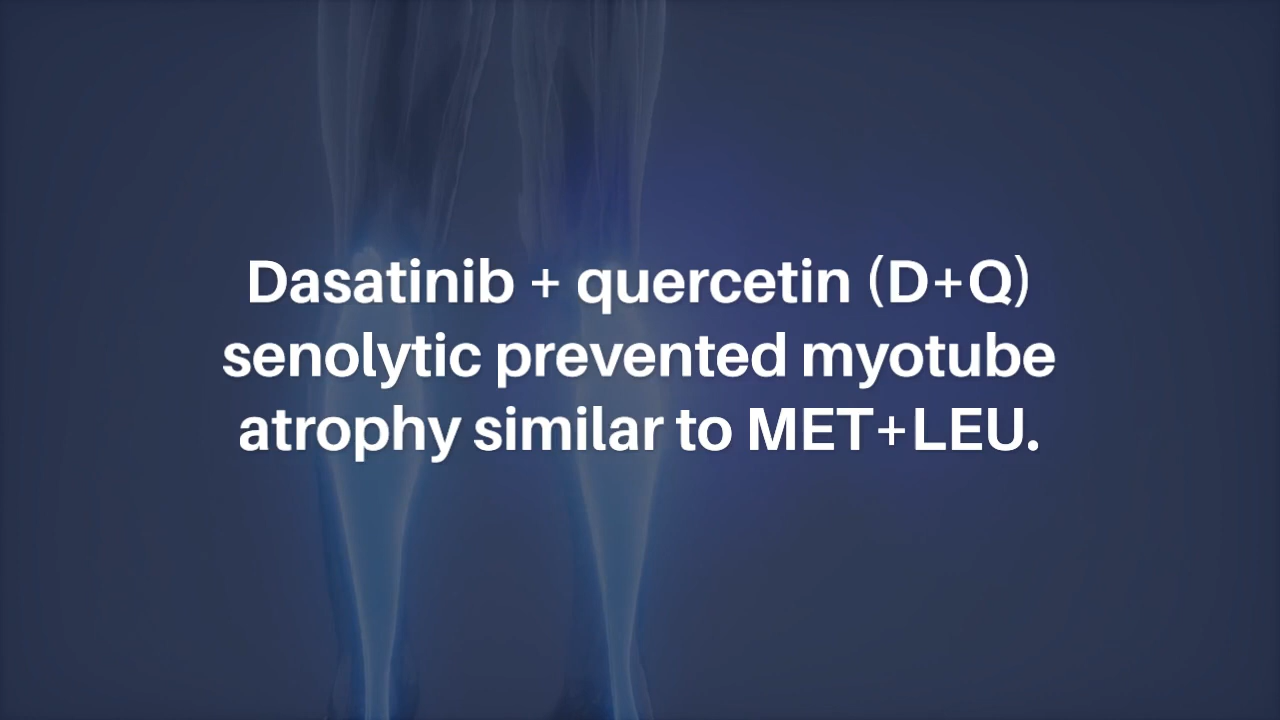 Dasatinib + quercetin (D+Q)
senolytic prevented myotube
atrophy similar to MET+LEU.